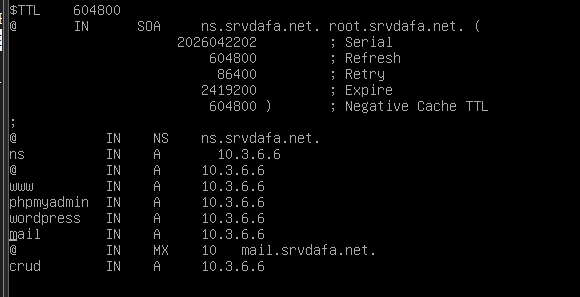 $TTL 604800
@ IN SOA ns.srvdafa.net. root.srvdafa.net. (
2026042202 ; Serial
604800 ; Refresh
86400 ; Retry
2419200 ; Expire
604800 ) ; Negative Cache TTL
;
@ IN NS ns.srvdafa.net.
ns IN A 10.3.6.6
@ IN A 10.3.6.6
www IN A 10.3.6.6
phpmyadmin IN A 10.3.6.6
wordpress IN A 10.3.6.6
mail IN A 10.3.6.6
@ IN MX 10 mail.srvdafa.net.
crud IN A 10.3.6.6